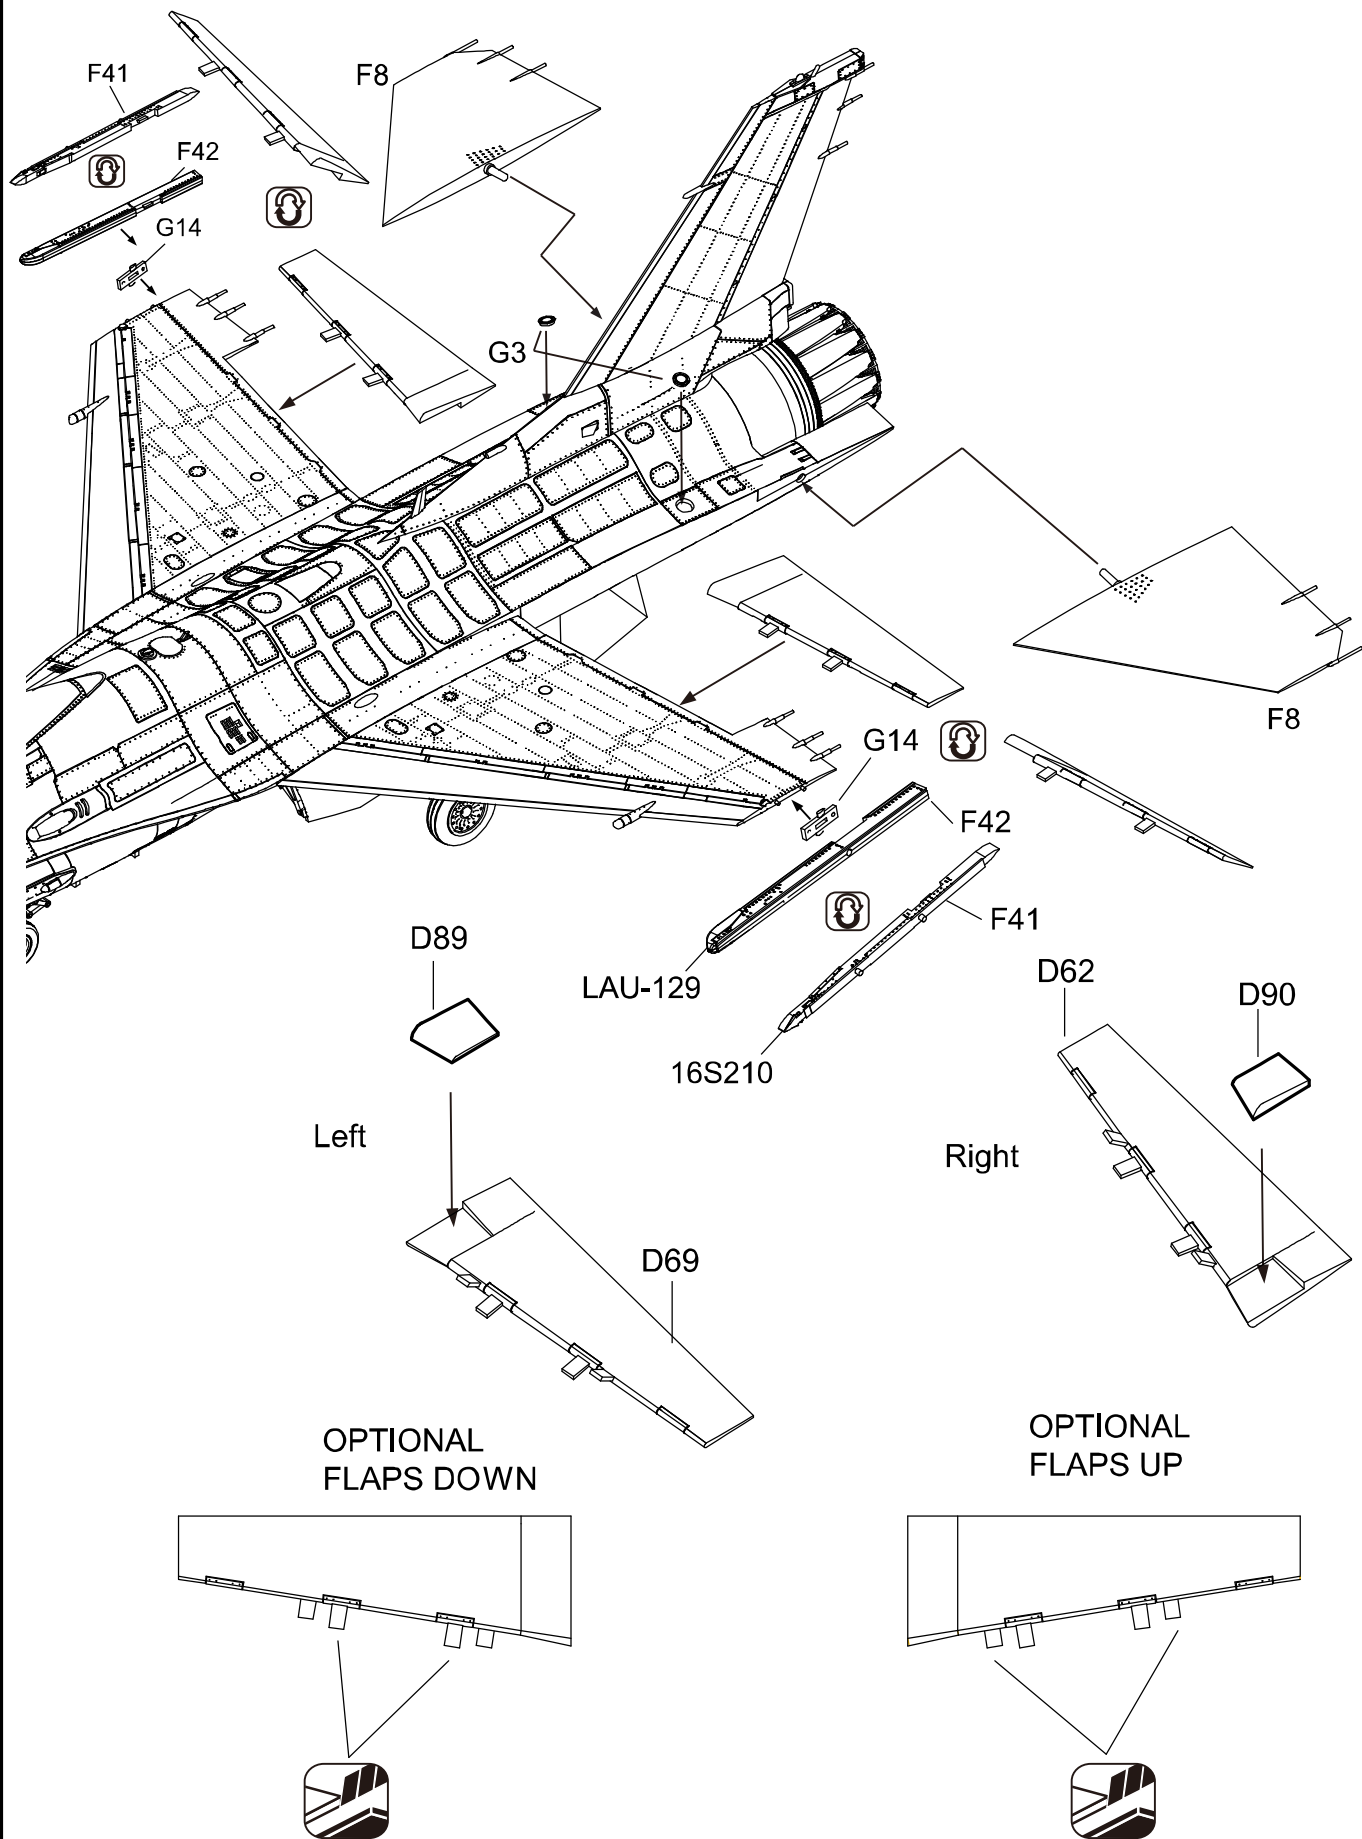 F41
F8
F42
G14
G3
F8
G14
F42
F41
D89
LAU-129
D62
D90
16S210
Left
Right
D69
OPTIONAL
FLAPS DOWN
OPTIONAL
FLAPS UP